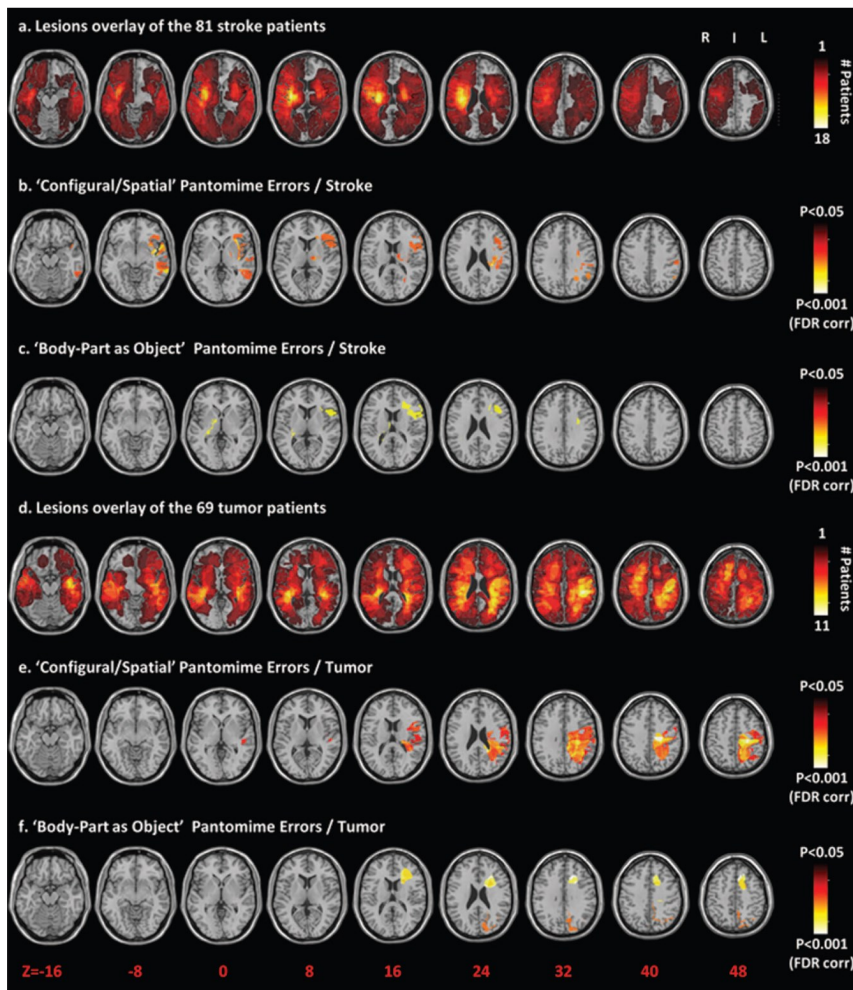 a. Lesions overlay of the 81 stroke patients
R I L
1
# Patients
18
b. ‘Configural/Spatial’ Pantomime Errors / Stroke
P<0.05
P<0.001
(FDR corr)
c. ‘Body-Part as Object’ Pantomime Errors / Stroke
P<0.05
P<0.001
(FDR corr)
d. Lesions overlay of the 69 tumor patients
1
# Patients
11
e. ‘Configural/Spatial’ Pantomime Errors / Tumor
P<0.05
P<0.001
(FDR corr)
f. ‘Body-Part as Object’ Pantomime Errors / Tumor
P<0.05
P<0.001
(FDR corr)
Z=-16 -8 0 8 16 24 32 40 48